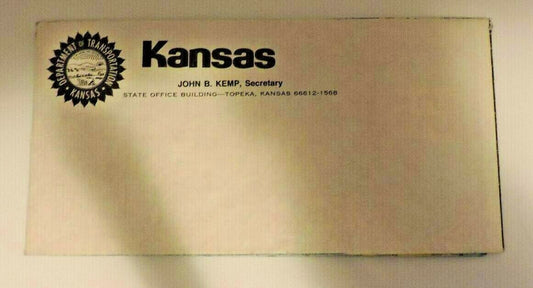 DEPARTMENT OF TRANSPORTATION
KANSAS
Kansas
JOHN B. KEMP, Secretary
STATE OFFICE BUILDING—TOPEKA, KANSAS 66612-1568